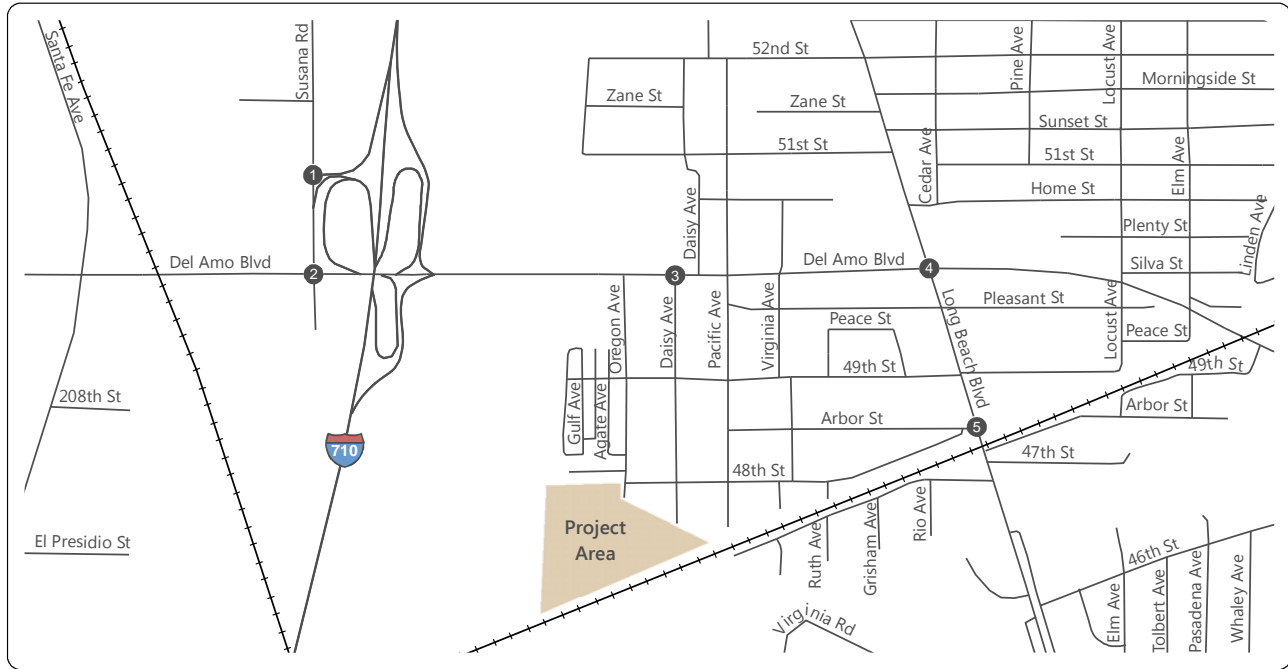 52nd St
Susana Rd
Santa Fe Ave
Pine Ave
Locust Ave
Morningside St
Zane St
Zane St
Sunset St
51st St
51st St
Cedar Ave
Elm Ave
Home St
Daisy Ave
Plenty St
Linden Ave
1
2
3
4
5
Del Amo Blvd
Del Amo Blvd
Silva St
Pleasant St
Long Beach Blvd
Oregon Ave
Daisy Ave
Pacific Ave
Virginia Ave
Peace St
Locust Ave
Peace St
49th St
49th St
Gulf Ave
Agate Ave
208th St
Arbor St
Arbor St
710
48th St
47th St
Project
Area
El Presidio St
Ruth Ave
Grisham Ave
Rio Ave
46th St
Virginia Rd
Elm Ave
Tolbert Ave
Pasadena Ave
Whaley Ave